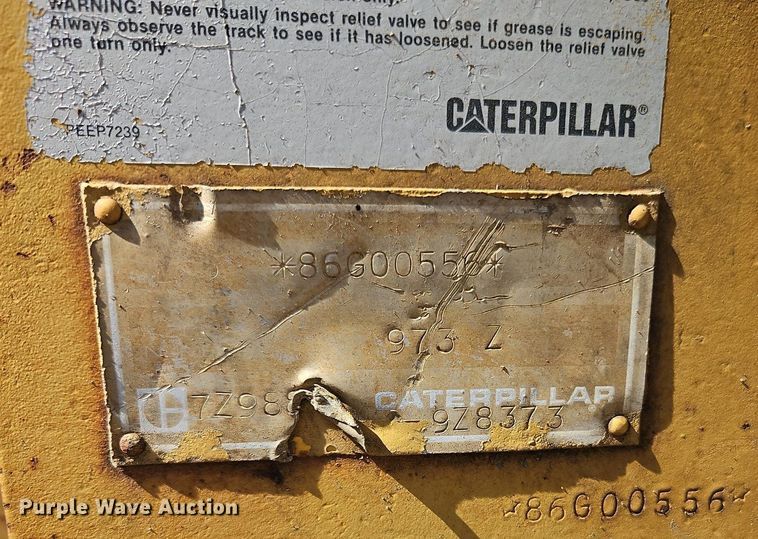 WARNING: Never visually inspect relief valve to see if grease is escaping.
Always observe the track to see if it has loosened. Loosen the relief valve
one turn only.
CATERPILLAR®
PEEP7239
*86G00556*
973 Z
CATERPILLAR
9Z8373
*86G00556*
Purple Wave Auction